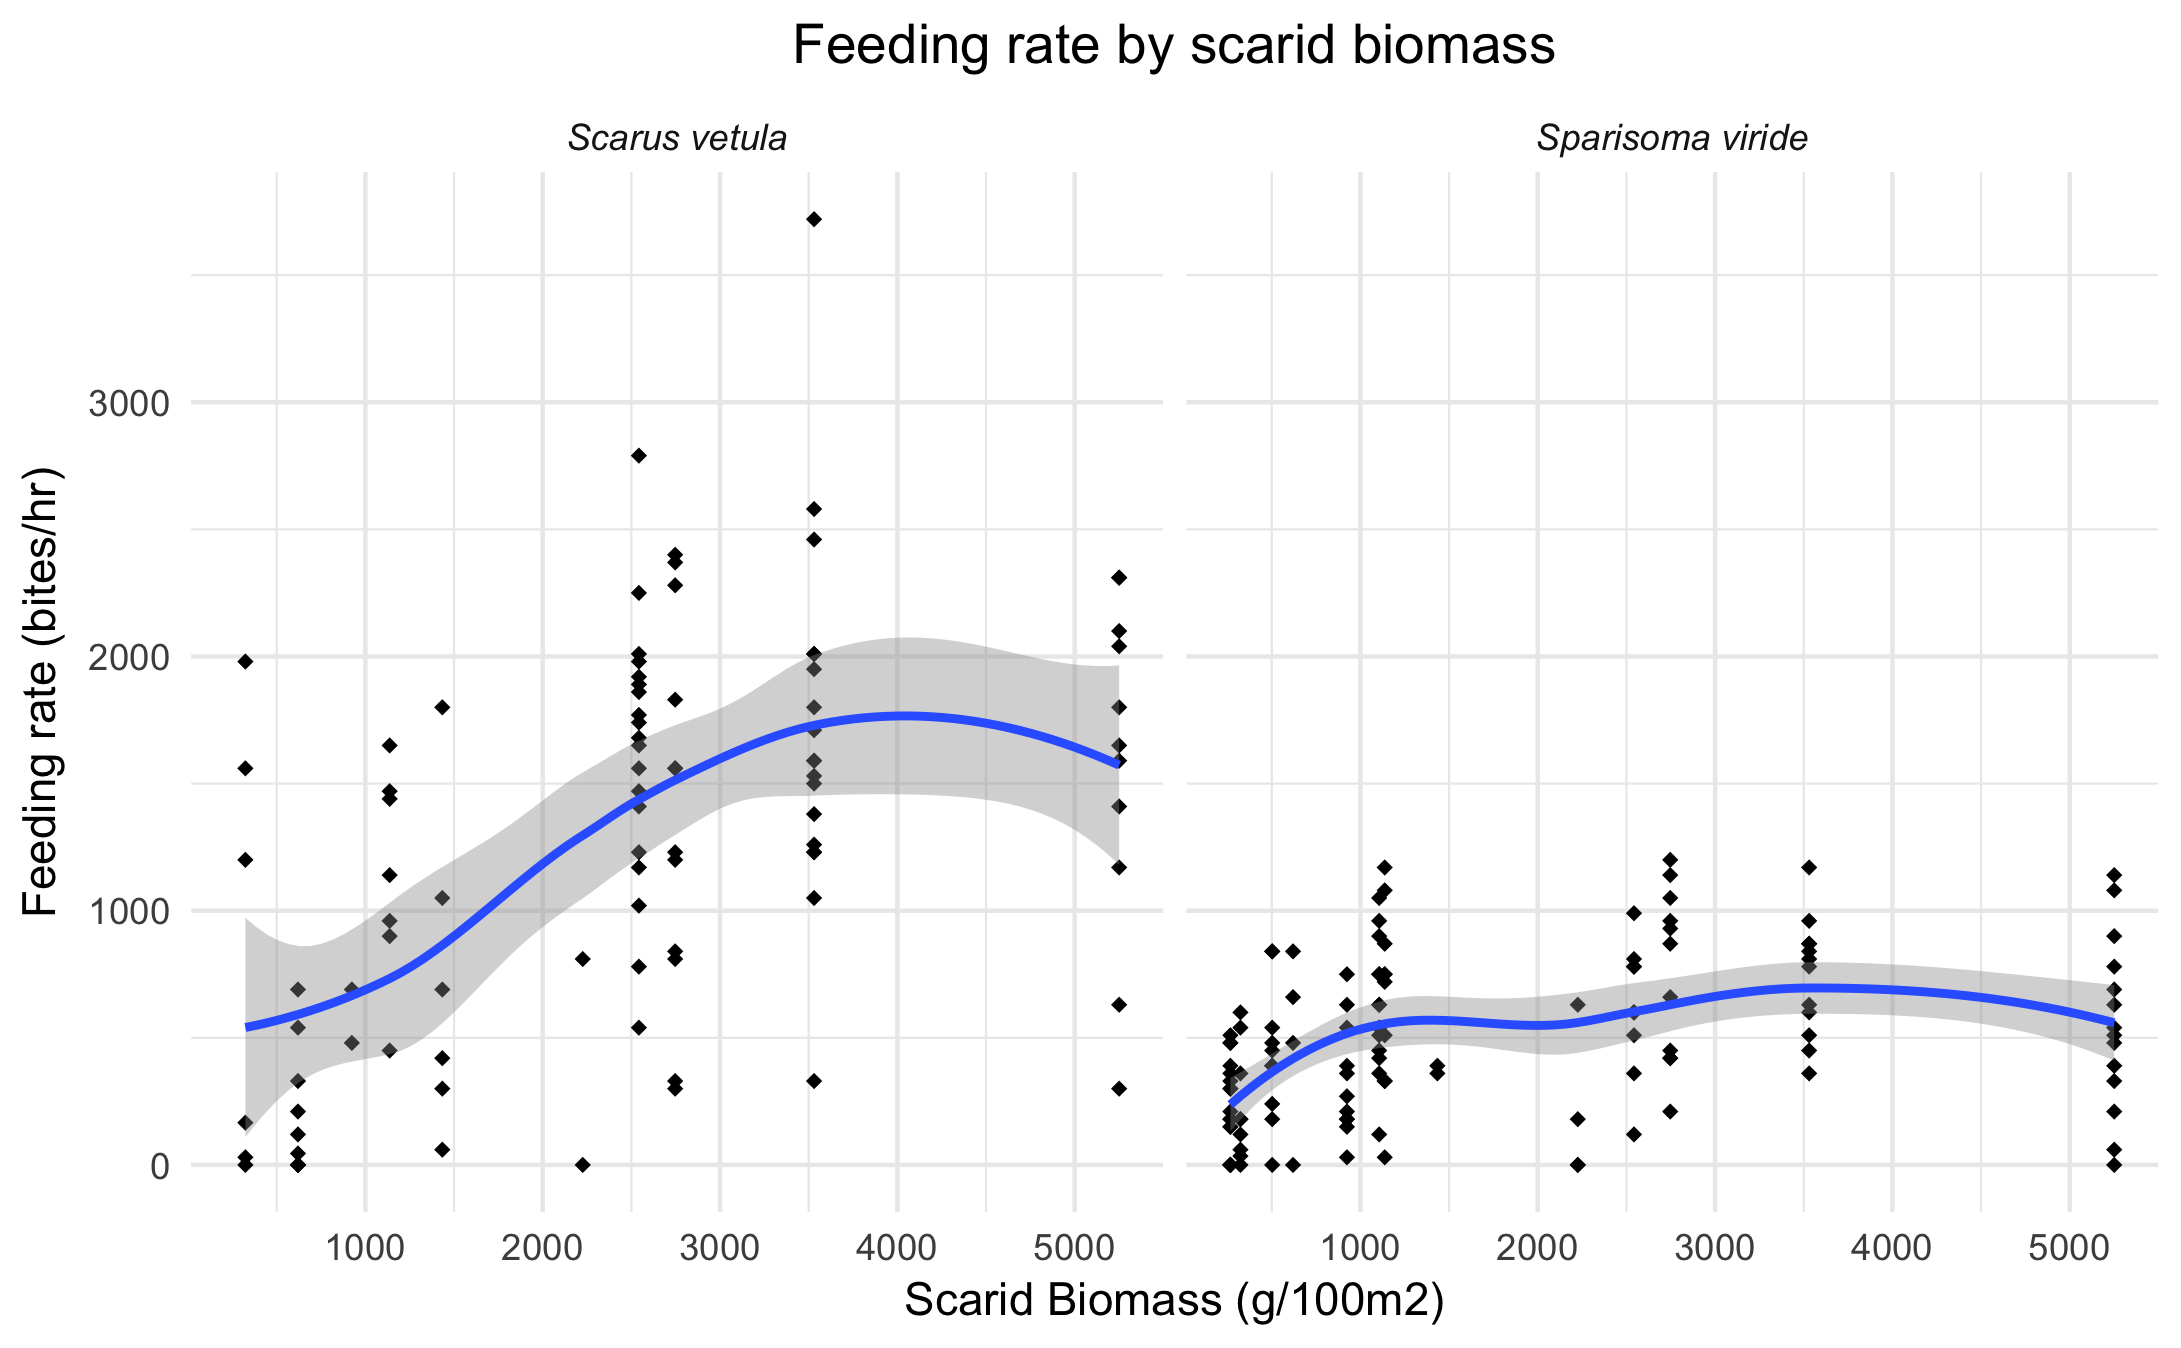 Feeding rate by scarid biomass
Scarus vetula
Sparisoma viride
Feeding rate (bites/hr)
3000
2000
1000
0
1000 2000 3000 4000 5000
1000 2000 3000 4000 5000
Scarid Biomass (g/100m2)